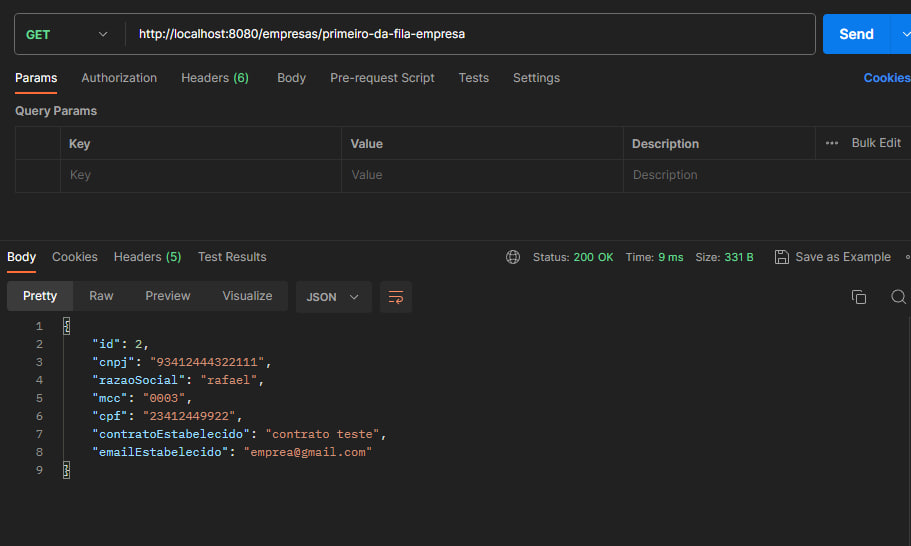 GET http://localhost:8080/empresas/primeiro-da-fila-empresa Send
Params Authorization Headers (6) Body Pre-request Script Tests Settings Cookies
Query Params
Key Value Description ••• Bulk Edit
Key Value Description
Body Cookies Headers (5) Test Results Status: 200 OK Time: 9 ms Size: 331 B Save as Example
Pretty Raw Preview Visualize JSON
1 {
2 "id": 2,
3 "cnpj": "93412444322111",
4 "razaoSocial": "rafael",
5 "mcc": "0003",
6 "cpf": "23412449922",
7 "contratoEstabelecido": "contrato teste",
8 "emailEstabelecido": "emprea@gmail.com"
9 }